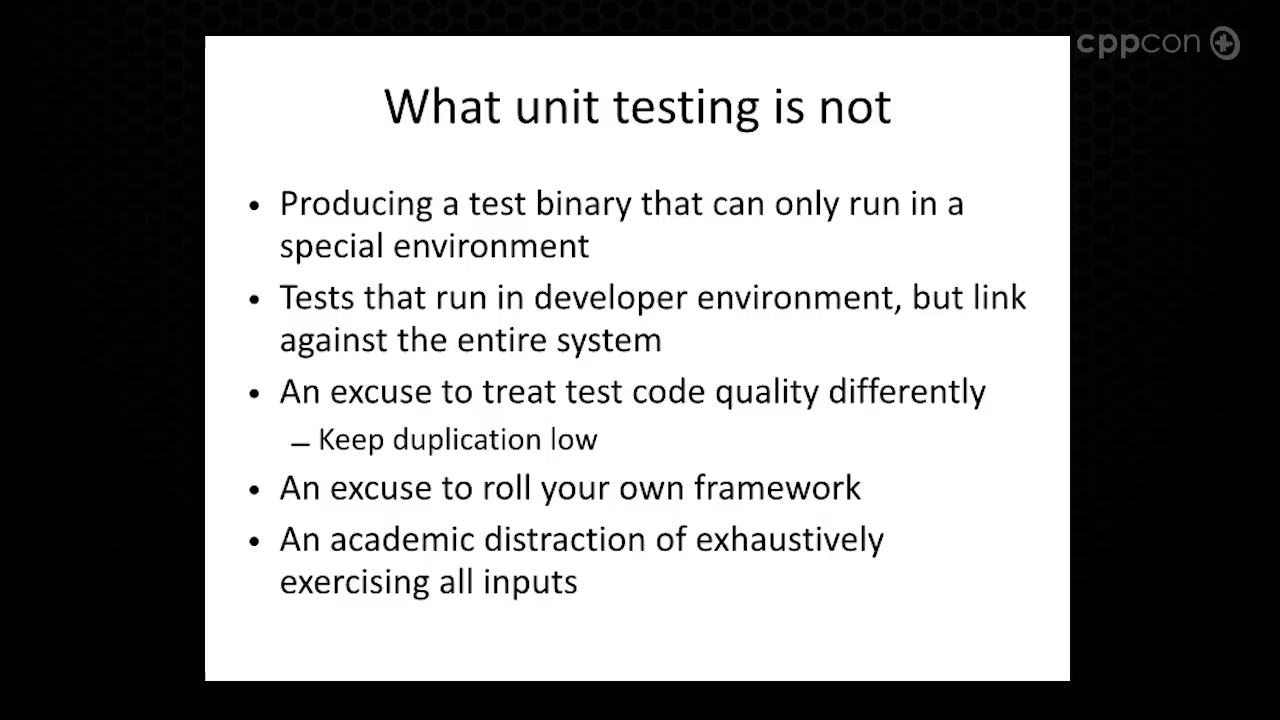 cppcon
What unit testing is not
• Producing a test binary that can only run in a
special environment
• Tests that run in developer environment, but link
against the entire system
• An excuse to treat test code quality differently
– Keep duplication low
• An excuse to roll your own framework
• An academic distraction of exhaustively
exercising all inputs